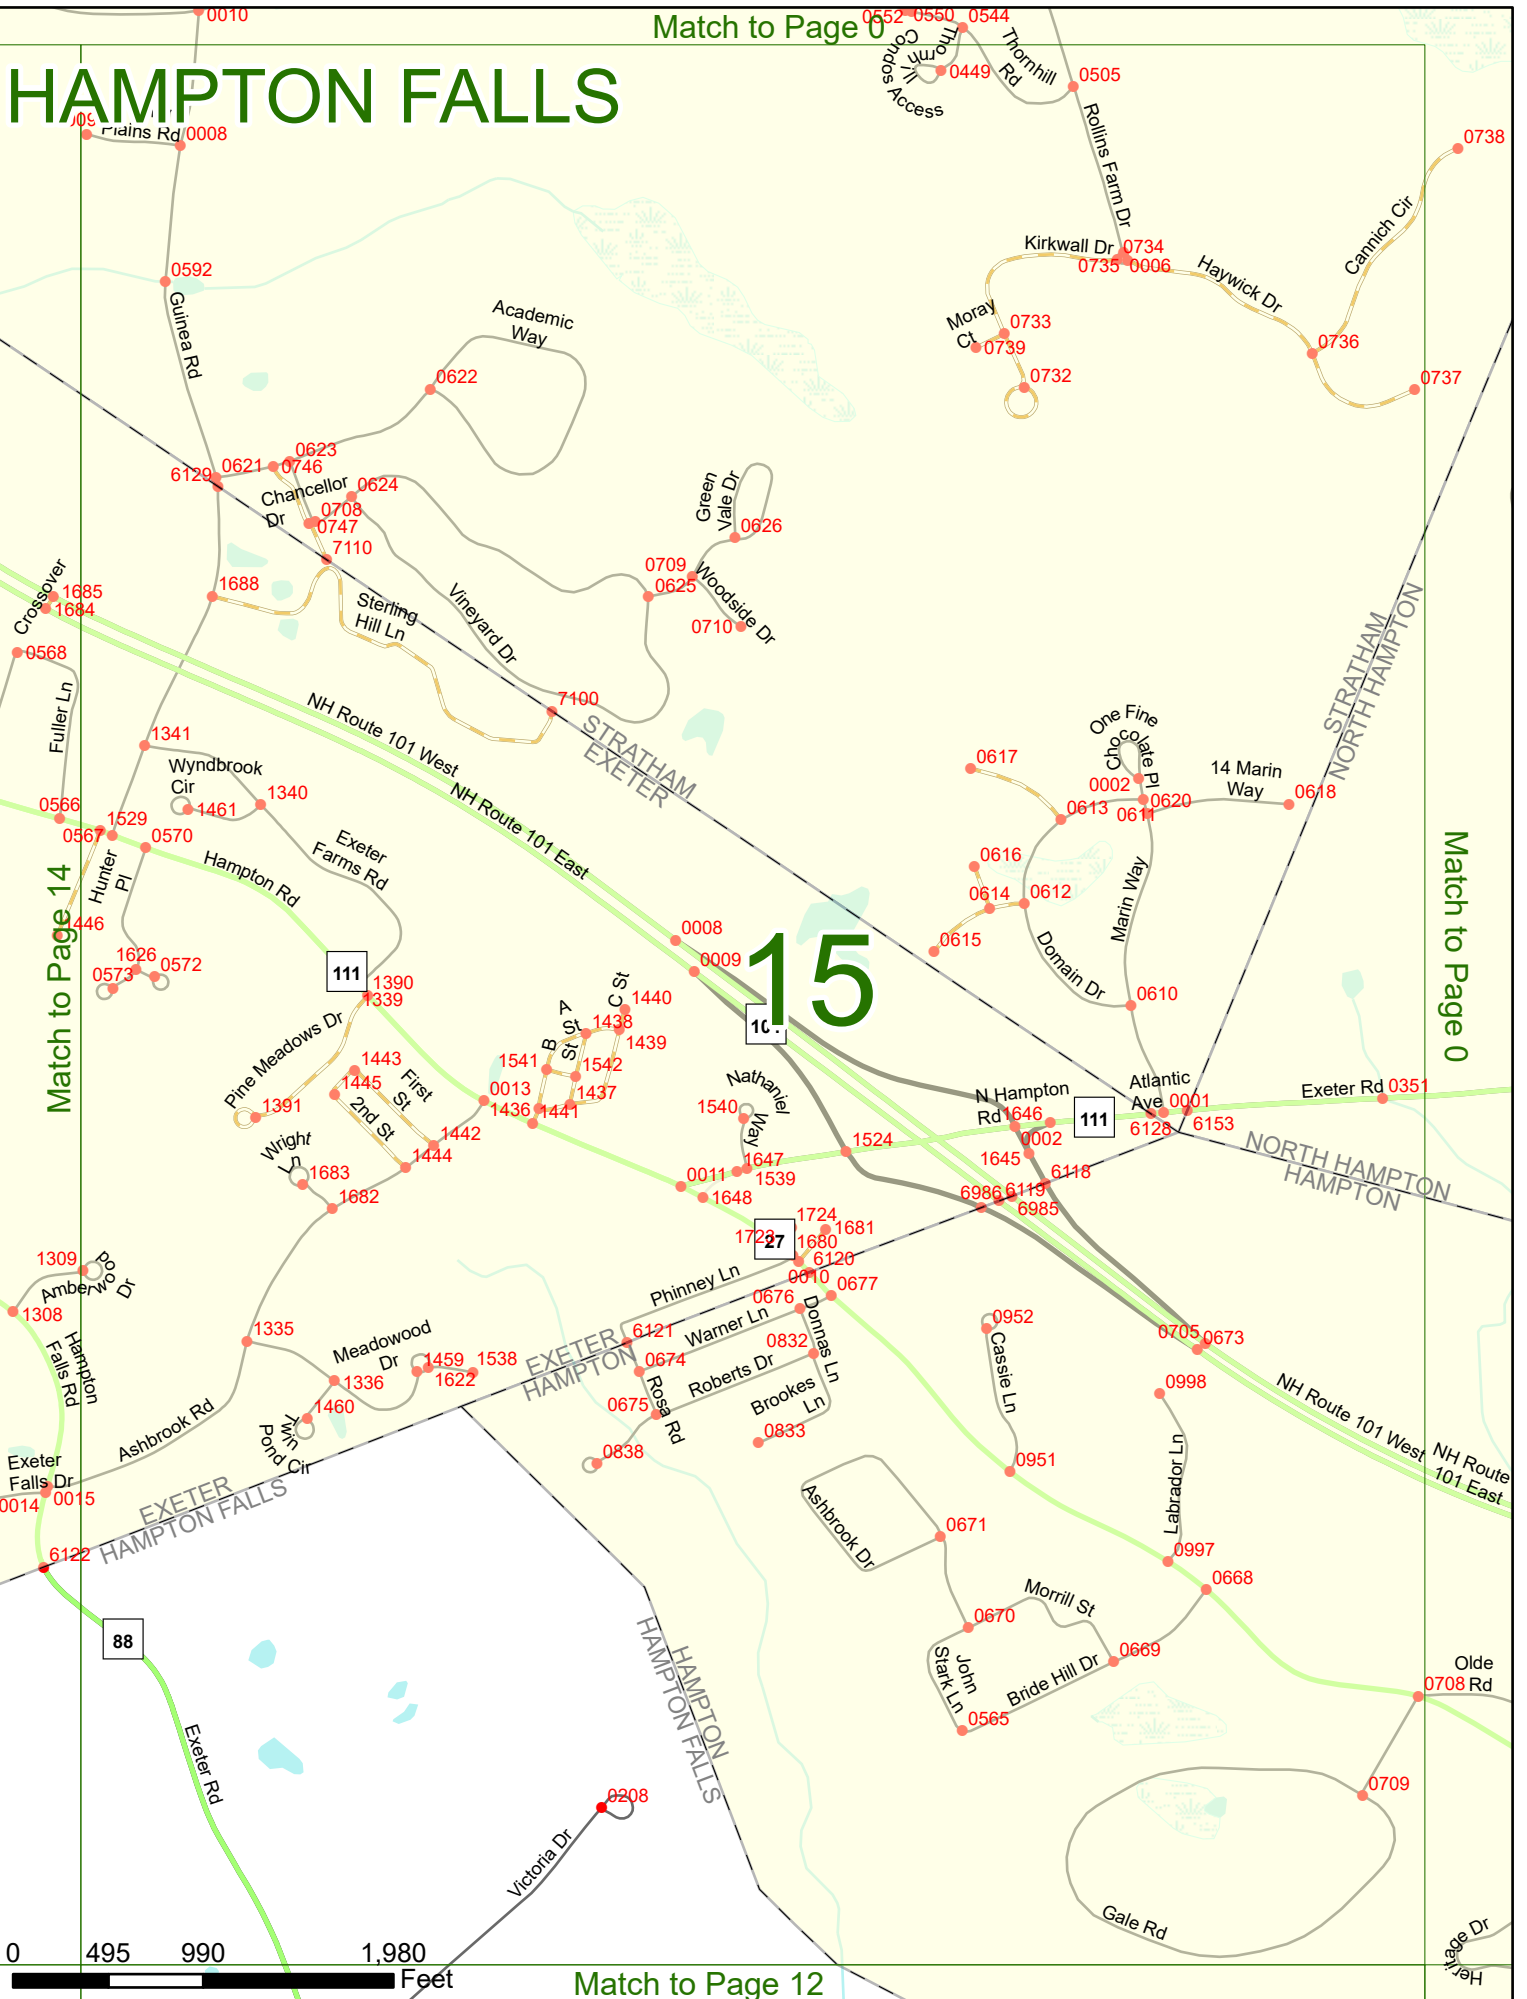 0010
Match to Page 0
0552
0550
0544
Thornhill
Condos Access
Thornhill
Rd
0449
0505
HAMPTON FALLS
Plains Rd
0008
Rollins Farm Dr
0738
Cannich Cir
Kirkwall Dr
0734
0735
0006
Haywick Dr
0592
Guinea Rd
Academic
Way
Moray
Ct
0733
0739
0736
0732
0737
0622
0623
0621
0746
6129
Chancellor
Dr
0624
0708
0747
7110
Green
Vale Dr
0626
0709
0625
Woodside Dr
0710
Crossover
1685
1684
1688
Sterling
Hill Ln
Vineyard Dr
0568
Fuller Ln
7100
STRATHAM
EXETER
STRATHAM
NORTH HAMPTON
NH Route 101 West
NH Route 101 East
1341
Wyndbrook
Cir
1461
1340
0566
0567
1529
0570
Hunter
Pl
Hampton Rd
Exeter
Farms Rd
One Fine
Chocolate Pl
0617
0002
0620
0611
0613
14 Marin
Way
0618
0616
0614
0612
0615
Marin Way
Domain Dr
0610
Match to Page 14
Match to Page 0
1446
1626
0573
0572
111
1390
1339
0008
0009
15
Pine Meadows Dr
1391
A
St
C St
1440
1438
1439
B
St
1541
1542
1437
1436
1441
0013
1443
1445
First
St
2nd St
1442
1444
Wright
Ln
1683
1682
Nathaniel
Way
1540
1524
N Hampton
Rd
1646
0002
1645
111
Atlantic
Ave
0001
6128
6153
Exeter Rd
0351
NORTH HAMPTON
HAMPTON
0011
1647
1539
1648
6118
6119
6986
6985
1724
1681
27
1680
6120
0010
0677
1309
Amberwood
Dr
1308
Hampton
Falls Rd
Phinney Ln
0676
Donnas Ln
6121
Warner Ln
0832
EXETER
HAMPTON
0674
Roberts Dr
Rosa Rd
0675
Brookes
Ln
0833
0838
1335
Meadowood
Dr
1459
1538
1622
1336
1460
Twin
Pond Cir
Ashbrook Rd
0952
Cassie Ln
0951
0705
0673
0998
NH Route 101 West
NH Route
101 East
Labrador Ln
Exeter
Falls Dr
0014
0015
EXETER
HAMPTON FALLS
6122
Ashbrook Dr
0671
0997
0668
0670
Morrill St
John
Stark Ln
0669
Bride Hill Dr
0565
88
HAMPTON
HAMPTON FALLS
Olde
Rd
0708
0709
Exeter Rd
0208
Victoria Dr
Gale Rd
Heritage Dr
0
495
990
1,980
Feet
Match to Page 12